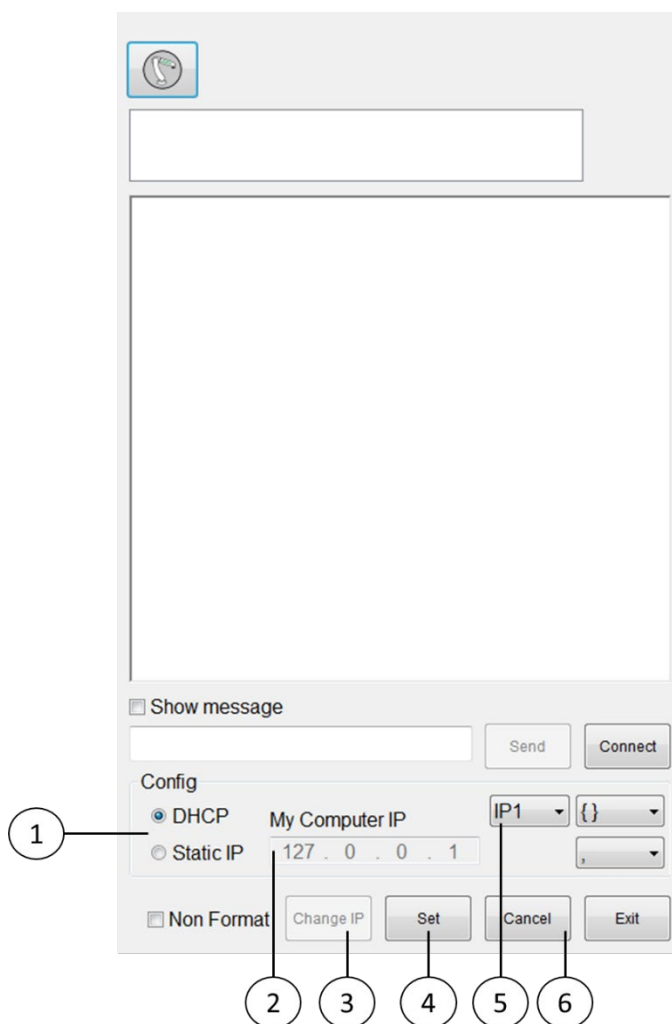 Show message
Send
Connect
Config
DHCP
My Computer IP
IP1
{ }
1
Static IP
127 . 0 . 0 . 1
,
Non Format
Change IP
Set
Cancel
Exit
2
3
4
5
6